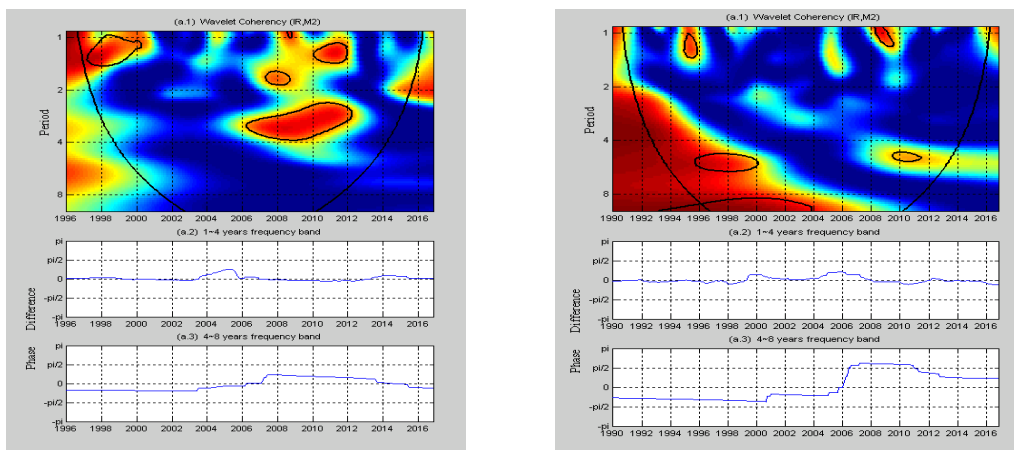 (a.1) Wavelet Coherency (IR,M2)
1
2
4
8
Period
1996 1998 2000 2002 2004 2006 2008 2010 2012 2014 2016
(a.2) 1~4 years frequency band
pi
pi/2
0
-pi/2
-pi
1996 1998 2000 2002 2004 2006 2008 2010 2012 2014 2016
Difference
(a.3) 4~8 years frequency band
pi
pi/2
0
-pi/2
-pi
Phase
1996 1998 2000 2002 2004 2006 2008 2010 2012 2014 2016
(a.1) Wavelet Coherency (IR,M2)
1
2
4
8
Period
1990 1992 1994 1996 1998 2000 2002 2004 2006 2008 2010 2012 2014 2016
(a.2) 1~4 years frequency band
pi
pi/2
0
-pi/2
-pi
1990 1992 1994 1996 1998 2000 2002 2004 2006 2008 2010 2012 2014 2016
Difference
(a.3) 4~8 years frequency band
pi
pi/2
0
-pi/2
-pi
Phase
1990 1992 1994 1996 1998 2000 2002 2004 2006 2008 2010 2012 2014 2016